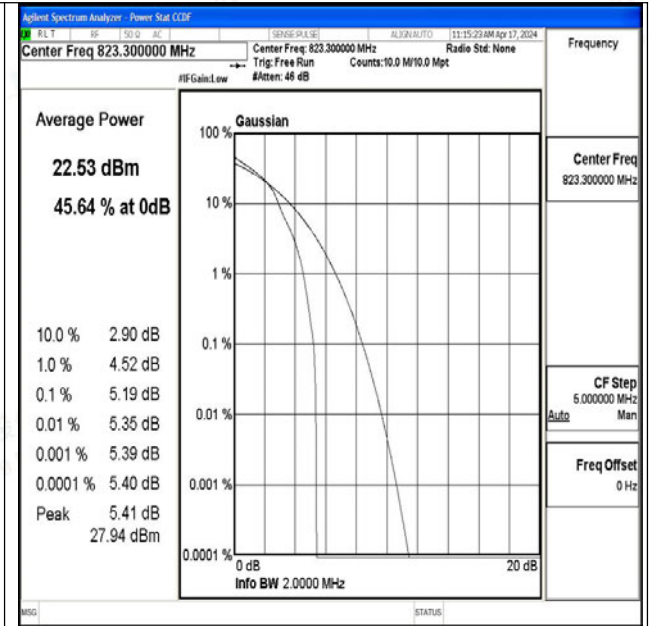 Agilent Spectrum Analyzer - Power Stat CCDF
RLT RF 50 Ω AC SENSE:PULSE ALIGN AUTO 11:15:23 AM Apr 17, 2024
Center Freq 823.300000 MHz
Center Freq: 823.300000 MHz Radio Std: None
Trig: Free Run Counts:10.0 M/10.0 Mpt
#IFGain:Low #Atten: 46 dB
Frequency
Average Power
22.53 dBm
45.64 % at 0dB
10.0 % 2.90 dB
1.0 % 4.52 dB
0.1 % 5.19 dB
0.01 % 5.35 dB
0.001 % 5.39 dB
0.0001 % 5.40 dB
Peak 5.41 dB
27.94 dBm
Gaussian
100 %
10 %
1 %
0.1 %
0.01 %
0.001 %
0.0001 %
0 dB 20 dB
Info BW 2.0000 MHz
Center Freq
823.300000 MHz
CF Step
5.000000 MHz
Auto Man
Freq Offset
0 Hz
MSG STATUS